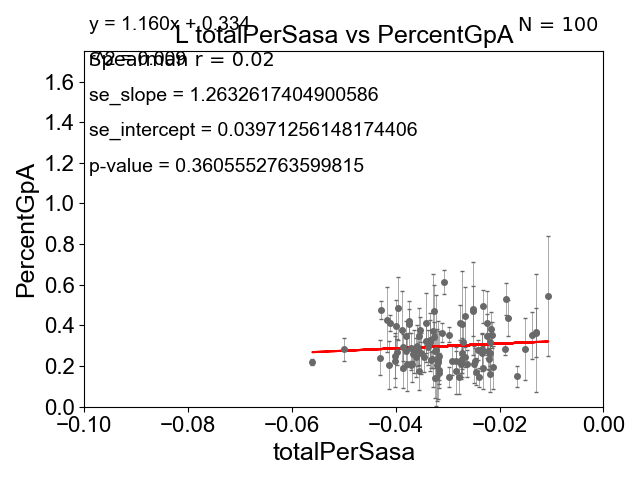 y = 1.160x + 0.334
N = 100
L totalPerSasa vs PercentGpA
Spearman r = 0.02
se_slope = 1.2632617404900586
se_intercept = 0.03971256148174406
p-value = 0.3605552763599815
PercentGpA
1.6
1.4
1.2
1.0
0.8
0.6
0.4
0.2
0.0
−0.10 −0.08 −0.06 −0.04 −0.02 0.00
totalPerSasa